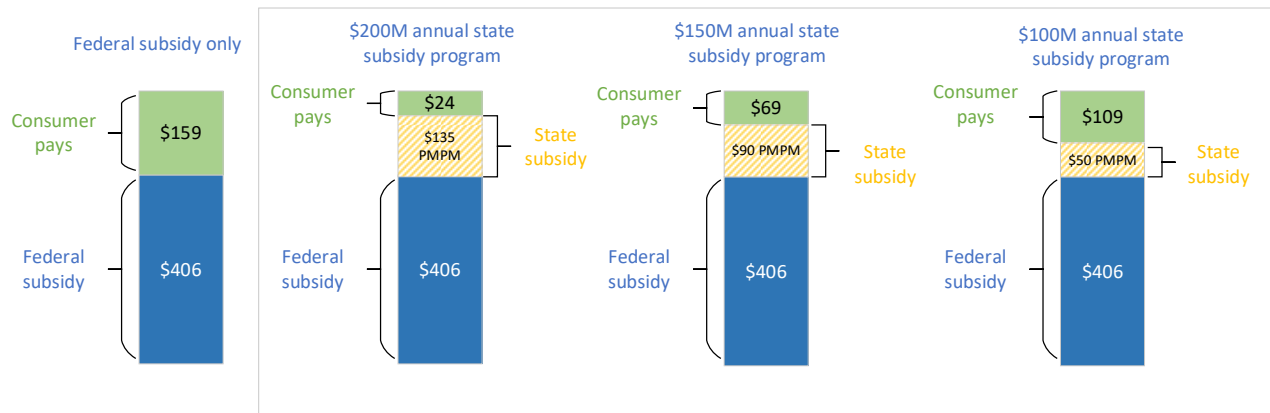 Federal subsidy only
Consumer
pays
$159
Federal
subsidy
$406
$200M annual state
subsidy program
Consumer
pays
$24
$135
PMPM
State
subsidy
Federal
subsidy
$406
$150M annual state
subsidy program
Consumer
pays
$69
$90 PMPM
State
subsidy
Federal
subsidy
$406
$100M annual state
subsidy program
Consumer
pays
$109
$50 PMPM
State
subsidy
Federal
subsidy
$406